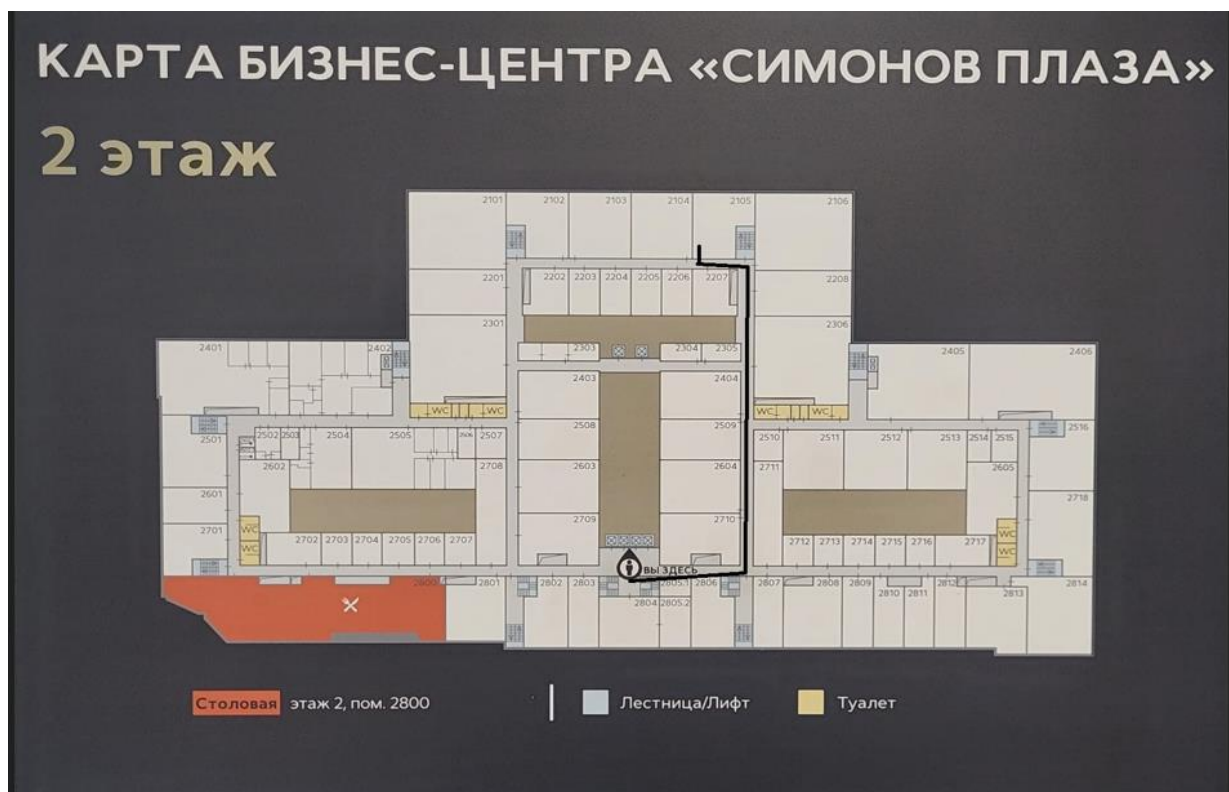 КАРТА БИЗНЕС-ЦЕНТРА «СИМОНОВ ПЛАЗА»
2 этаж
2101 2102 2103 2104 2105 2106
2201 2202 2203 2204 2205 2206 2207 2208
2301 2306
2401 2402 2303 2304 2305 2405 2406
2403 2404
WC WC WC WC
2501 2502 2503 2504 2505 2506 2507 2508 2509 2510 2511 2512 2513 2514 2515 2516
2602 2708 2603 2604 2711 2605
2601 2718
2701 WC 2709 2710 WC
WC 2702 2703 2704 2705 2706 2707 2712 2713 2714 2715 2716 2717 WC
ВЫ ЗДЕСЬ
2800 2801 2802 2803 2805.1 2806 2807 2808 2809 2812 2814
2804 2805.2 2810 2811 2813
Столовая этаж 2, пом. 2800
Лестница/Лифт
Туалет